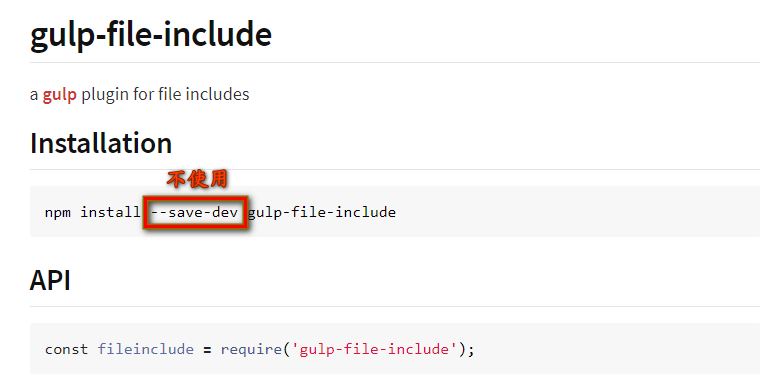 gulp-file-include
a gulp plugin for file includes
Installation
不使用
npm install --save-dev gulp-file-include
API
const fileinclude = require('gulp-file-include');